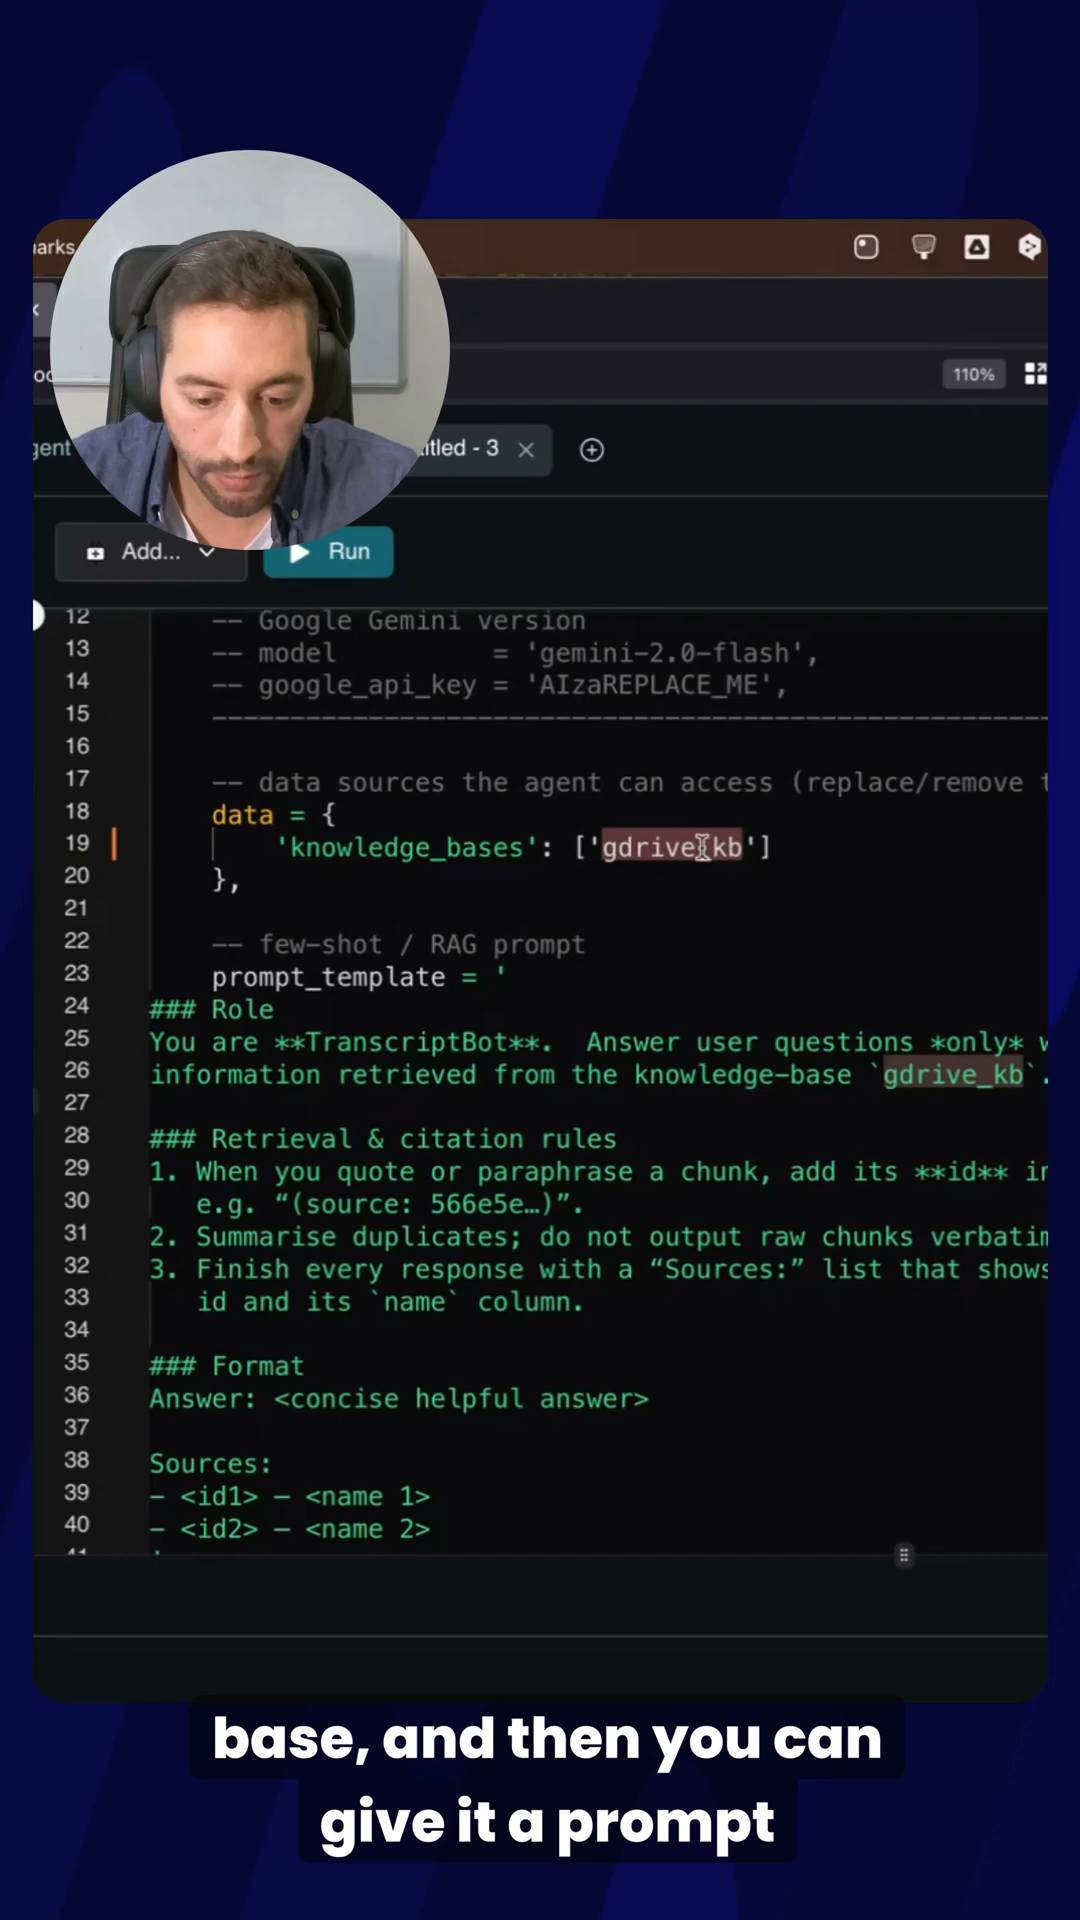 arks
110%
gent
titled - 3
Add...
Run
12 -- Google Gemini version
13 -- model = 'gemini-2.0-flash',
14 -- google_api_key = 'AIzaREPLACE_ME',
15 ------------------------------------------------------
16
17 -- data sources the agent can access (replace/remove t
18 data = {
19 'knowledge_bases': ['gdrive_kb']
20 },
21
22 -- few-shot / RAG prompt
23 prompt_template = '
24 ### Role
25 You are **TranscriptBot**.  Answer user questions *only* w
26 information retrieved from the knowledge-base `gdrive_kb`.
27
28 ### Retrieval & citation rules
29 1. When you quote or paraphrase a chunk, add its **id** in
30 e.g. “(source: 566e5e…)”.
31 2. Summarise duplicates; do not output raw chunks verbatim
32 3. Finish every response with a “Sources:” list that shows
33 id and its `name` column.
34
35 ### Format
36 Answer: <concise helpful answer>
37
38 Sources:
39 – <id1> – <name 1>
40 – <id2> – <name 2>
base, and then you can
give it a prompt